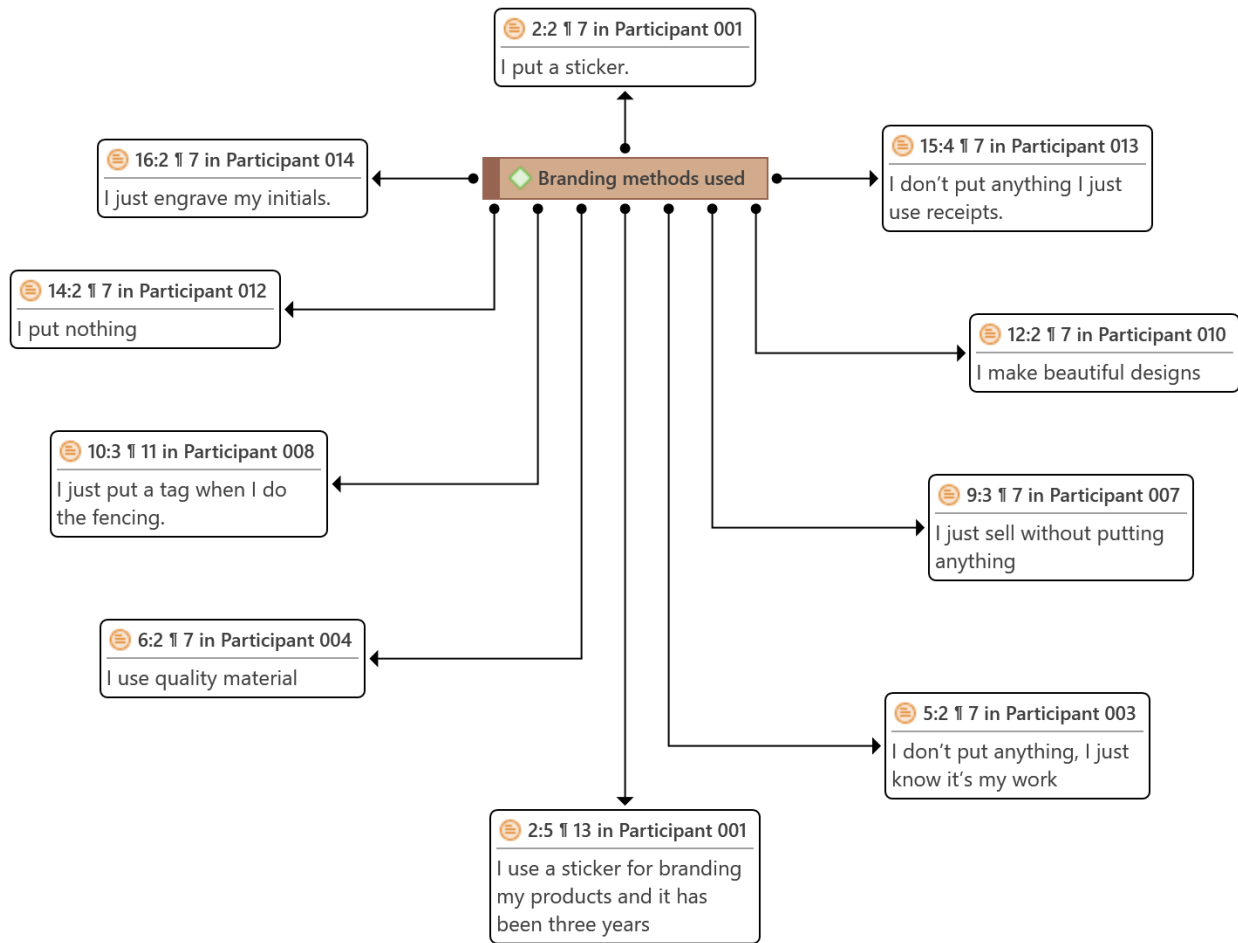 2:2 ¶ 7 in Participant 001
I put a sticker.
16:2 ¶ 7 in Participant 014
I just engrave my initials.
Branding methods used
15:4 ¶ 7 in Participant 013
I don’t put anything I just
use receipts.
14:2 ¶ 7 in Participant 012
I put nothing
12:2 ¶ 7 in Participant 010
I make beautiful designs
10:3 ¶ 11 in Participant 008
I just put a tag when I do
the fencing.
9:3 ¶ 7 in Participant 007
I just sell without putting
anything
6:2 ¶ 7 in Participant 004
I use quality material
5:2 ¶ 7 in Participant 003
I don’t put anything, I just
know it’s my work
2:5 ¶ 13 in Participant 001
I use a sticker for branding
my products and it has
been three years